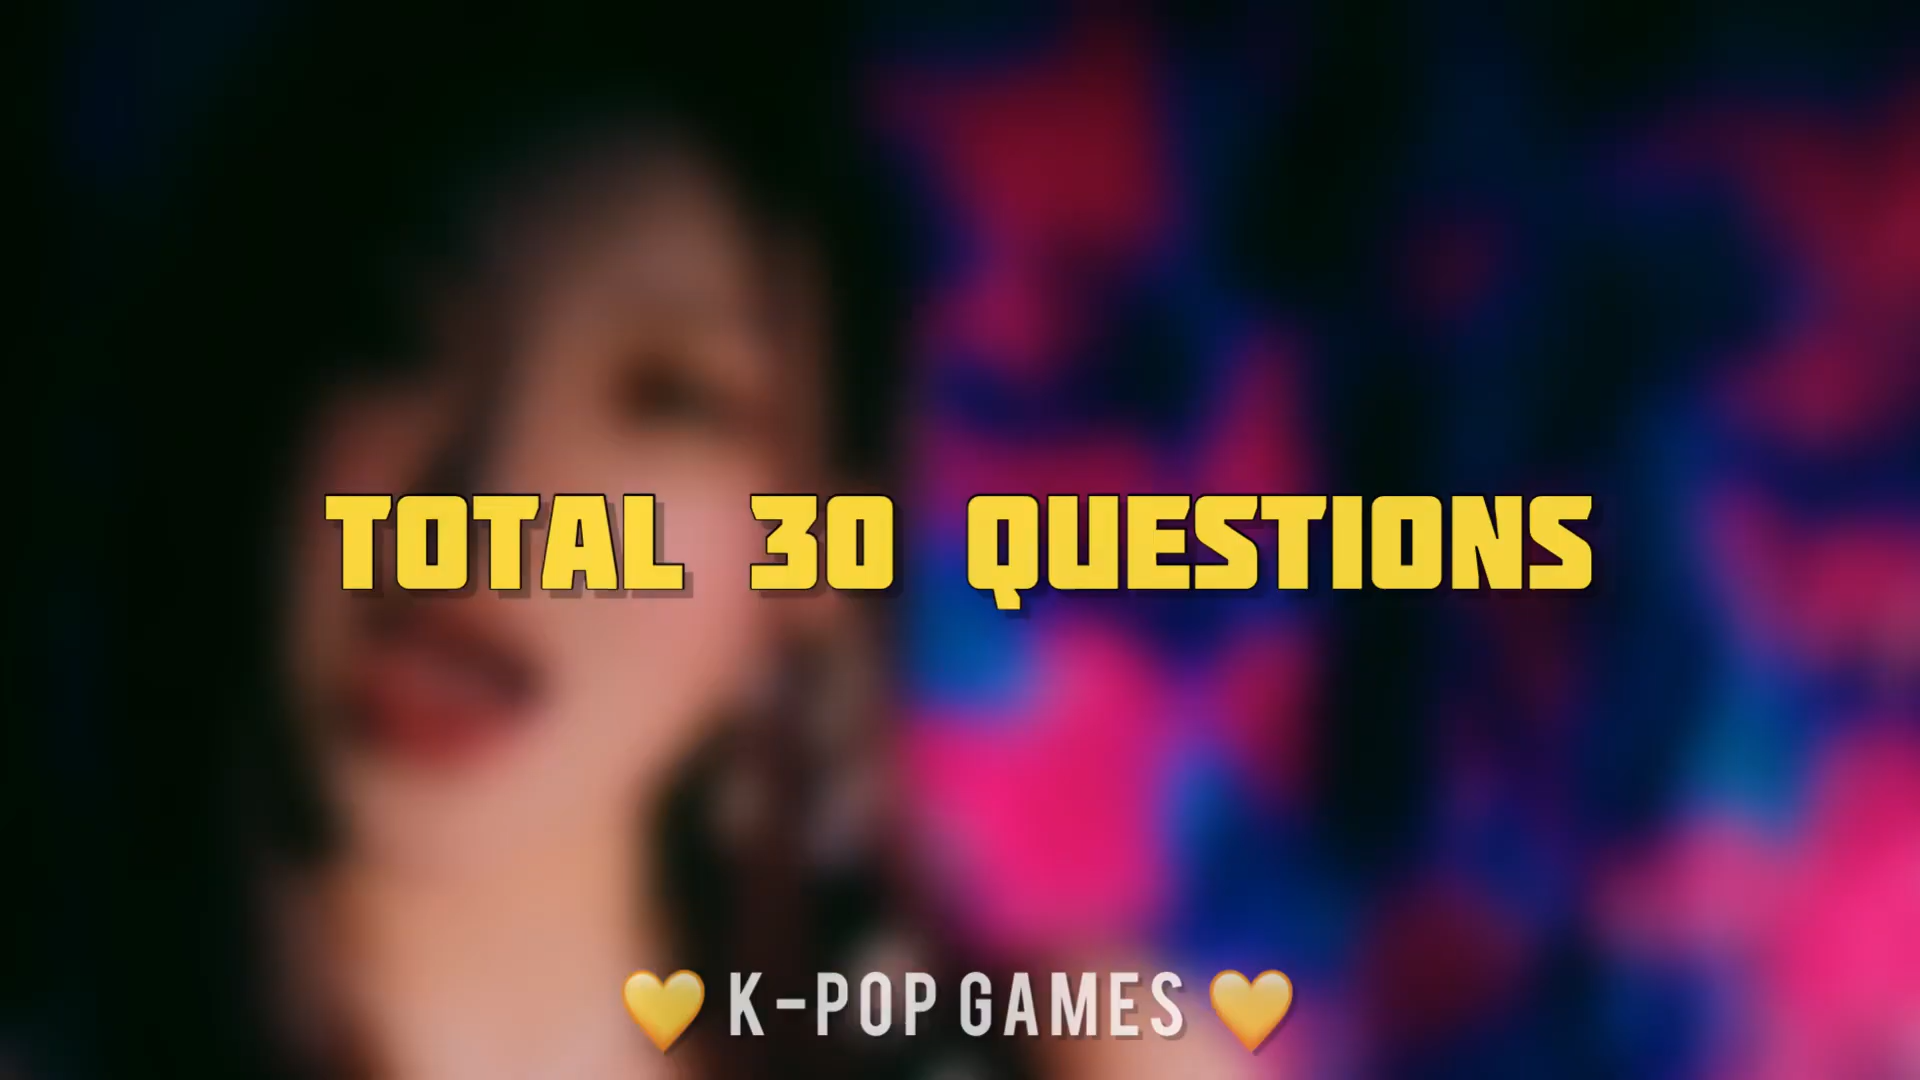 TOTAL 30 QUESTIONS
💛 K-POP GAMES 💛